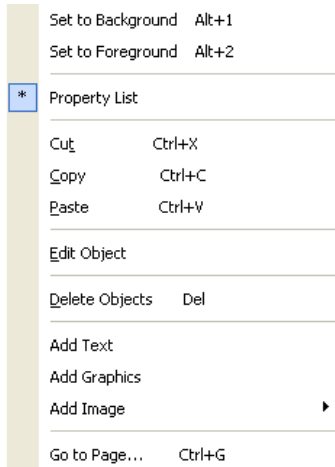 Set to Background Alt+1
Set to Foreground Alt+2
* Property List
Cut Ctrl+X
Copy Ctrl+C
Paste Ctrl+V
Edit Object
Delete Objects Del
Add Text
Add Graphics
Add Image
Go to Page... Ctrl+G